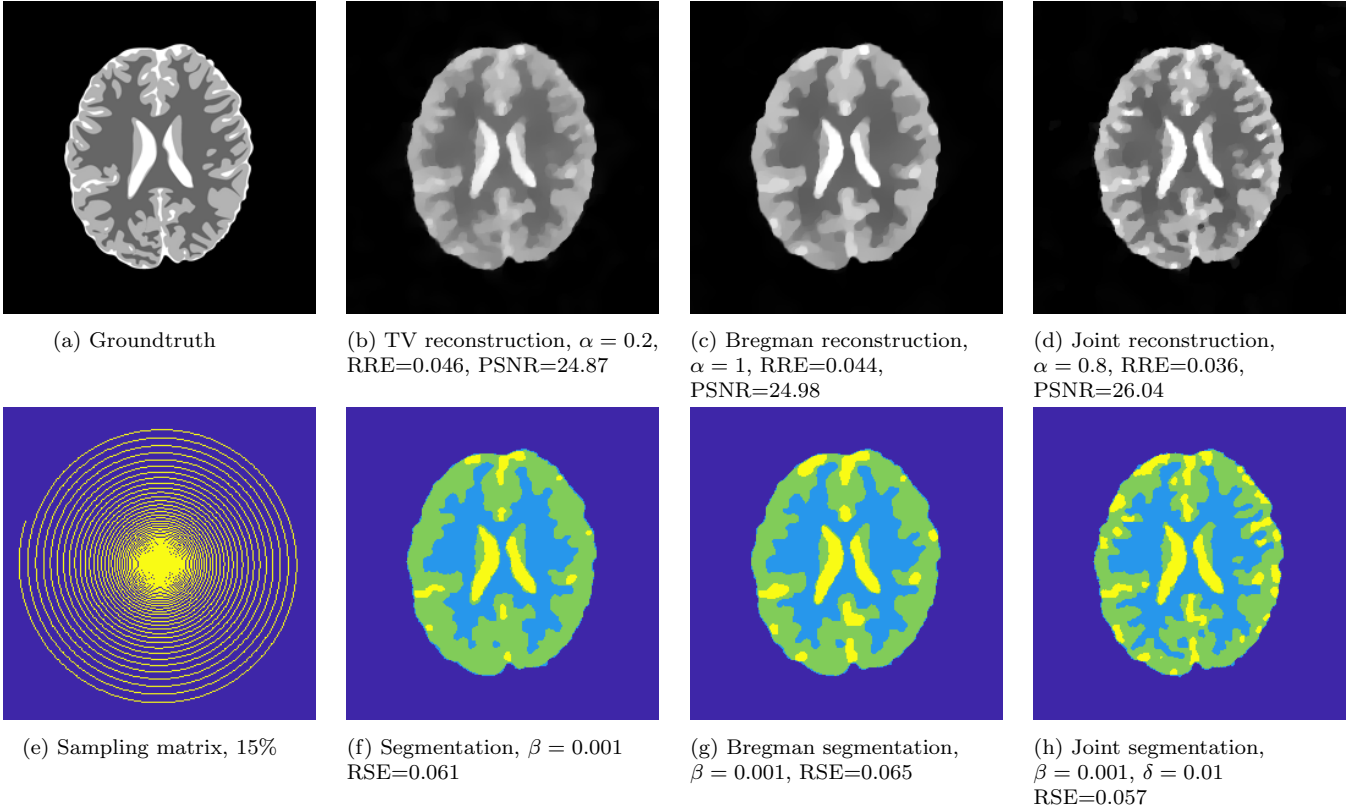 (a) Groundtruth
(b) TV reconstruction, α = 0.2,
RRE=0.046, PSNR=24.87
(c) Bregman reconstruction,
α = 1, RRE=0.044,
PSNR=24.98
(d) Joint reconstruction,
α = 0.8, RRE=0.036,
PSNR=26.04
(e) Sampling matrix, 15%
(f) Segmentation, β = 0.001
RSE=0.061
(g) Bregman segmentation,
β = 0.001, RSE=0.065
(h) Joint segmentation,
β = 0.001, δ = 0.01
RSE=0.057